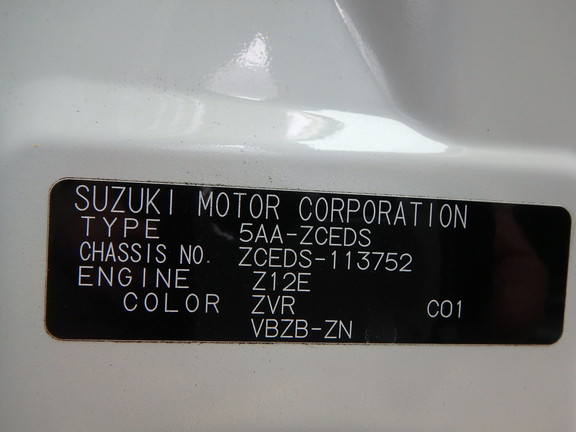 SUZUKI MOTOR CORPORATION
TYPE 5AA-ZCEDS
CHASSIS NO. ZCEDS-113752
ENGINE Z12E
COLOR ZVR C01
VBZB-ZN